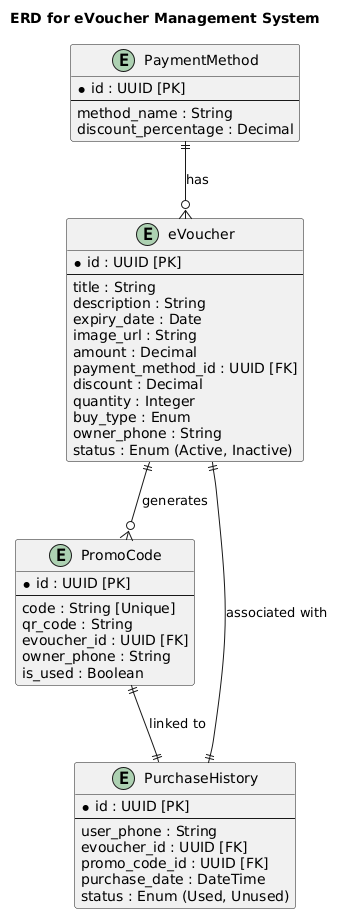 ERD for eVoucher Management System
E PaymentMethod
id : UUID [PK]
method_name : String
discount_percentage : Decimal
has
E eVoucher
id : UUID [PK]
title : String
description : String
expiry_date : Date
image_url : String
amount : Decimal
payment_method_id : UUID [FK]
discount : Decimal
quantity : Integer
buy_type : Enum
owner_phone : String
status : Enum (Active, Inactive)
generates
E PromoCode
id : UUID [PK]
code : String [Unique]
qr_code : String
evoucher_id : UUID [FK]
owner_phone : String
is_used : Boolean
associated with
linked to
E PurchaseHistory
id : UUID [PK]
user_phone : String
evoucher_id : UUID [FK]
promo_code_id : UUID [FK]
purchase_date : DateTime
status : Enum (Used, Unused)